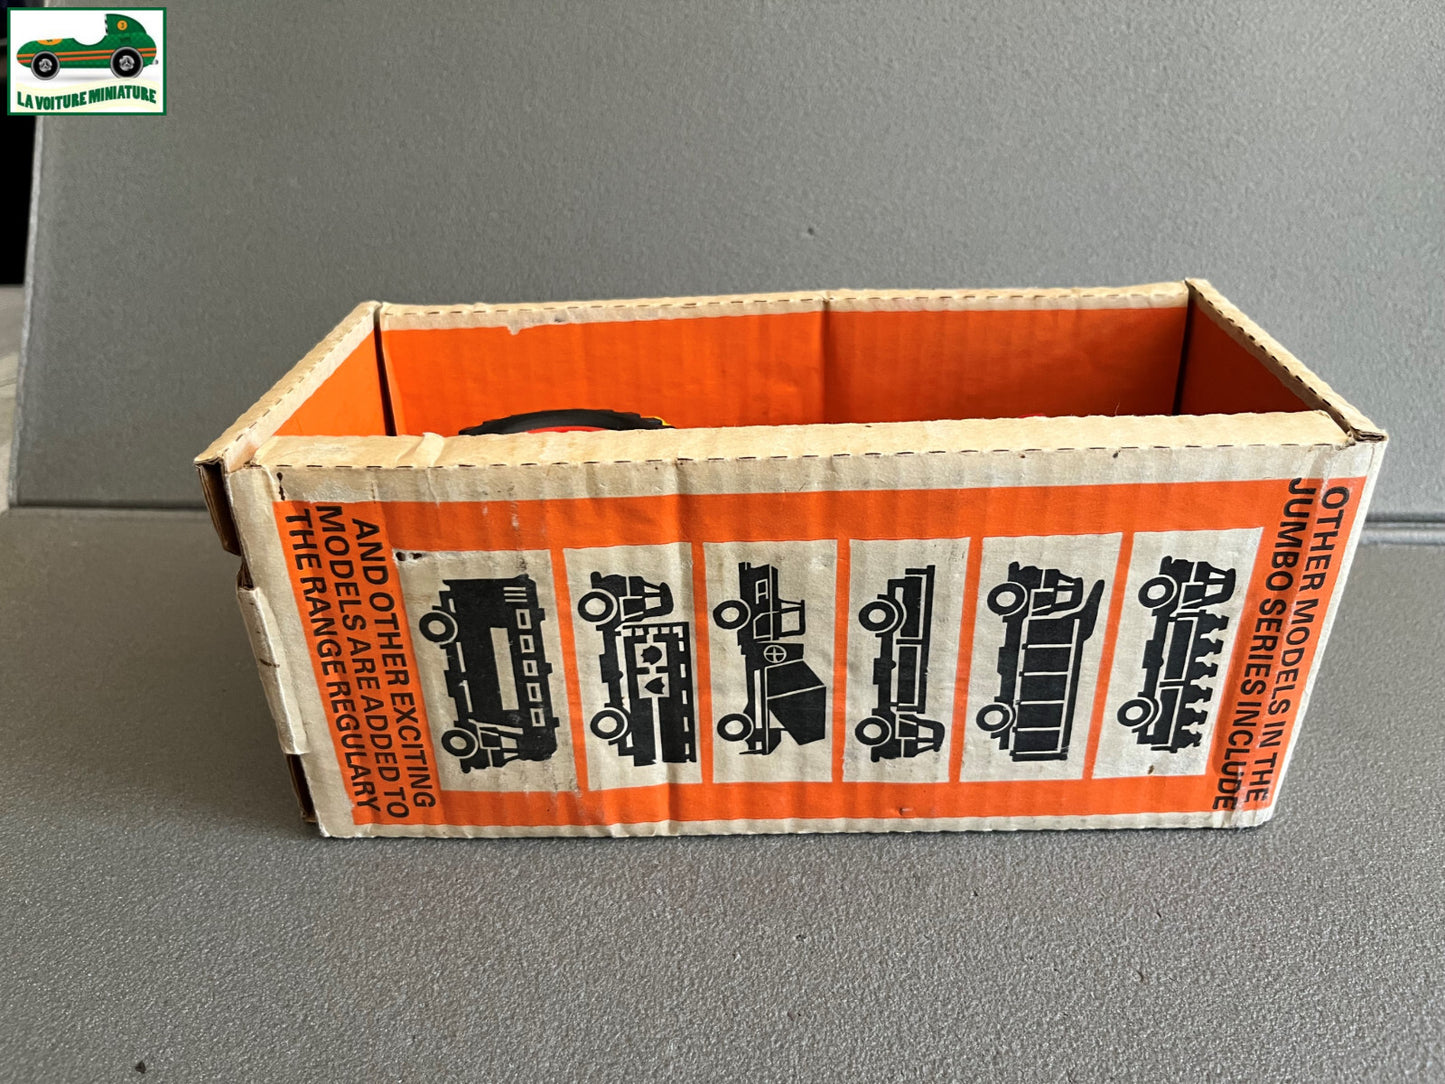 LA VOITURE MINIATURE
3
OTHER MODELS IN THE
JUMBO SERIES INCLUDE
AND OTHER EXCITING
MODELS ARE ADDED TO
THE RANGE REGULARY